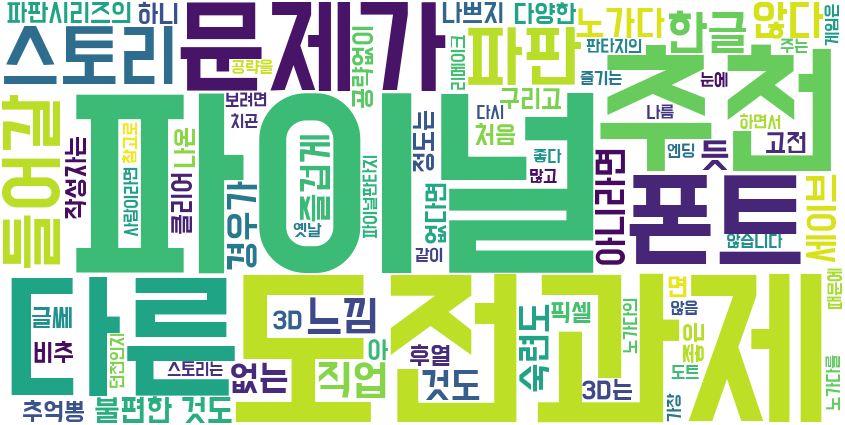 파판시리즈의
하니
문제가
나쁘지
다양한
노가다
한글
않다
게임은
스토리
공략을
공략없이
리메이크
파판
판타지의
주는
즐기는
추천
눈에
들어갈
파이널
보려면
치곤
나온
참고로
사람이라면
작성자는
클리어
경우가
즐겁게
옛날
파이널판타지
정도는
없다면
같이
다시
처음
구리고
좋다
많고
아니라면
나름
하면서
엔딩
듯
고전
폰트
않습니다
세이브
때문에
다른
도전과제
글쎄
비추
던전인지
스토리는
추억뽕
불편한 것도
없는
3D
느낌
직업
아
후열
것도
숙련도
픽셀
3D는
노가다의
면
않음
좋은
도트
가장
노가다를